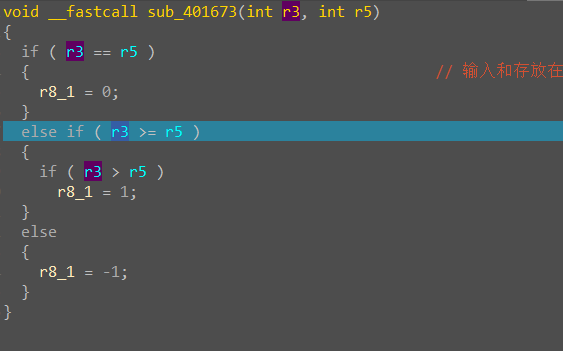 void __fastcall sub_401673(int r3, int r5)
{
  if ( r3 == r5 )
  {                                             // 输入和存放在
    r8_1 = 0;
  }
  else if ( r3 >= r5 )
  {
    if ( r3 > r5 )
      r8_1 = 1;
  }
  else
  {
    r8_1 = -1;
  }
}